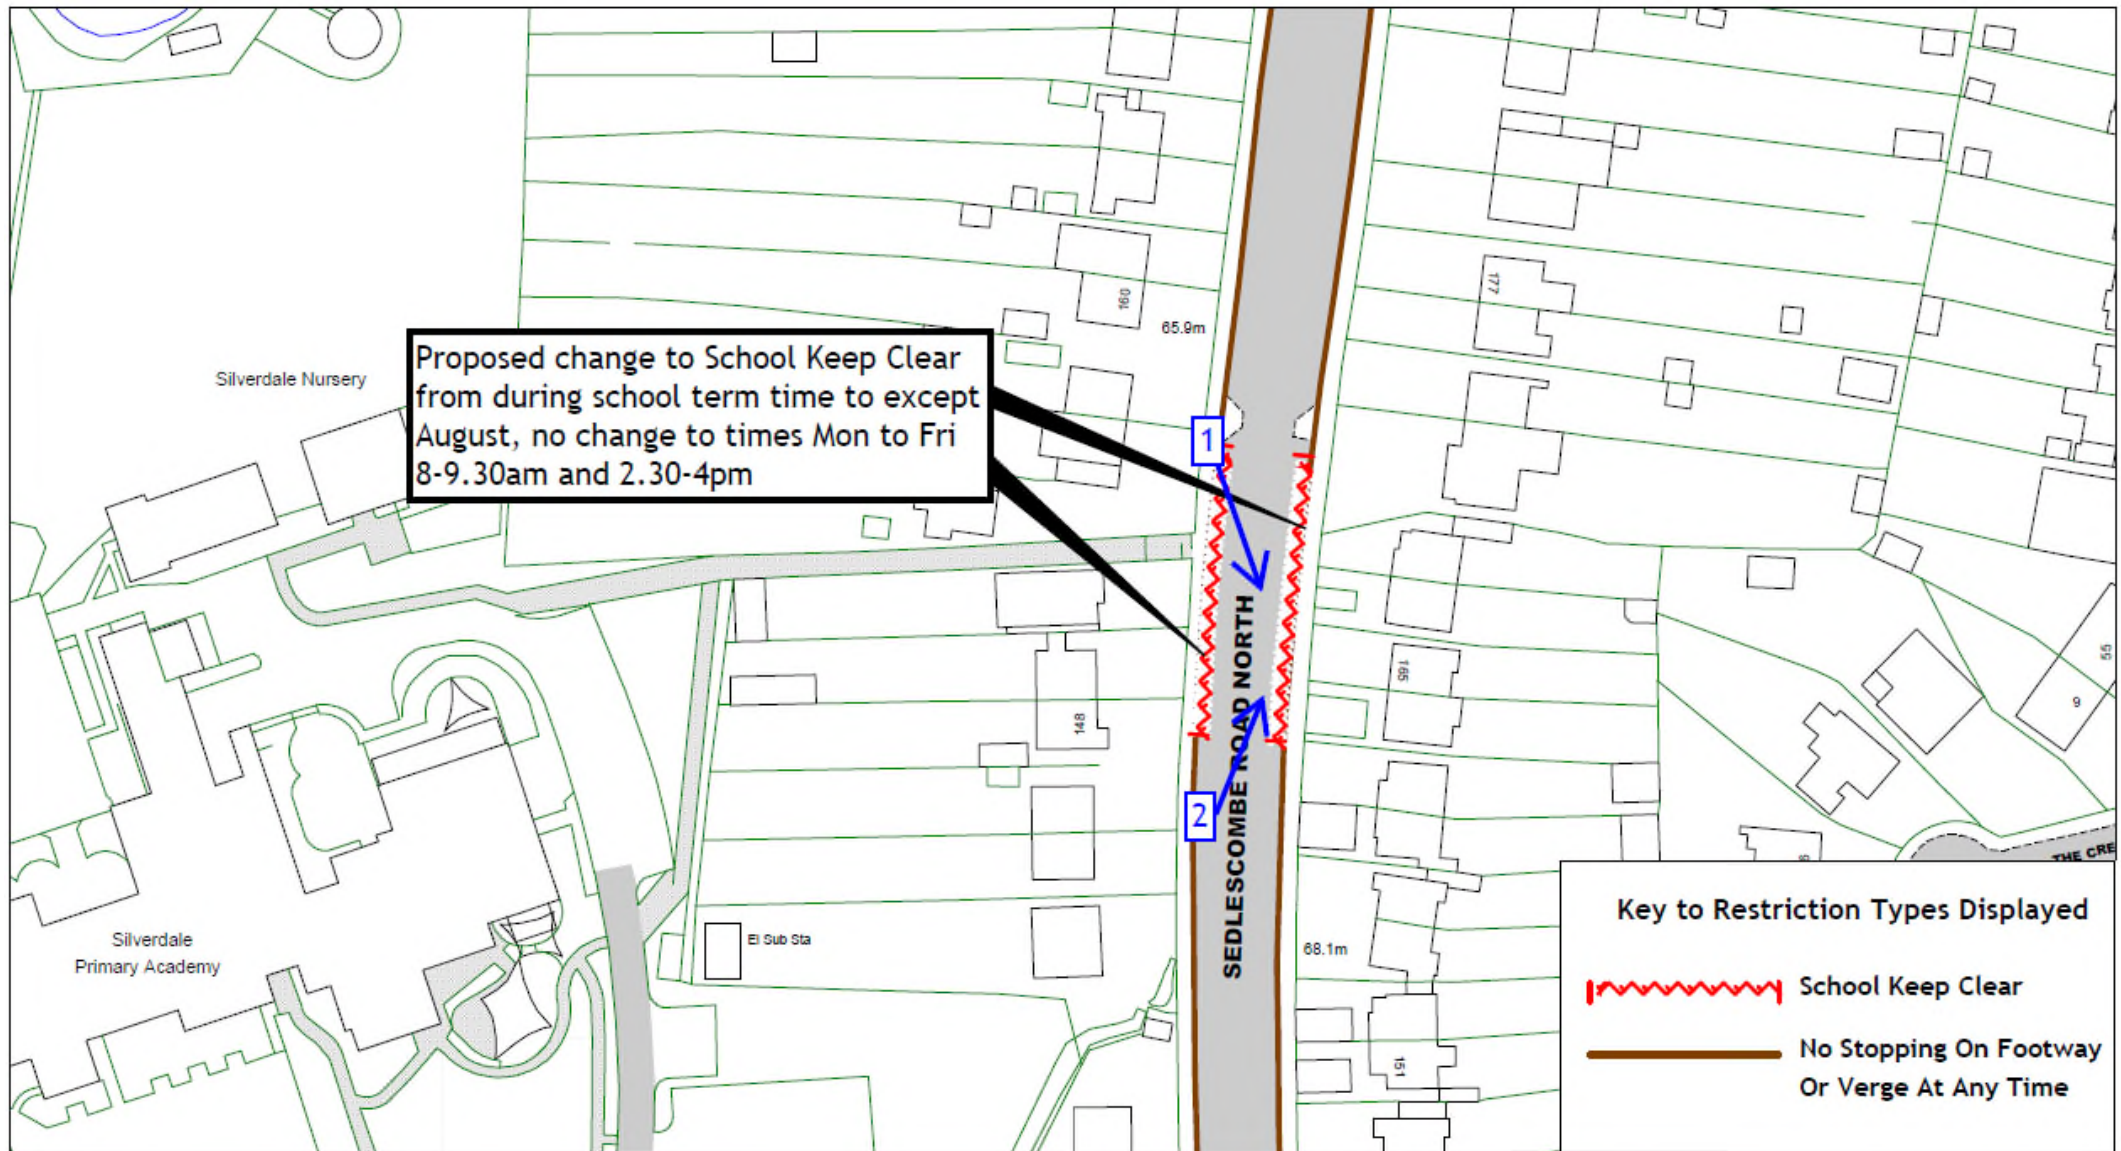 160
65.9m
177
Silverdale Nursery
Proposed change to School Keep Clear
from during school term time to except
August, no change to times Mon to Fri
8-9.30am and 2.30-4pm
1
SEDLESCOMBE ROAD NORTH
165
55
9
148
2
THE CRE
Silverdale
Primary Academy
El Sub Sta
68.1m
151
Key to Restriction Types Displayed
School Keep Clear
No Stopping On Footway
Or Verge At Any Time